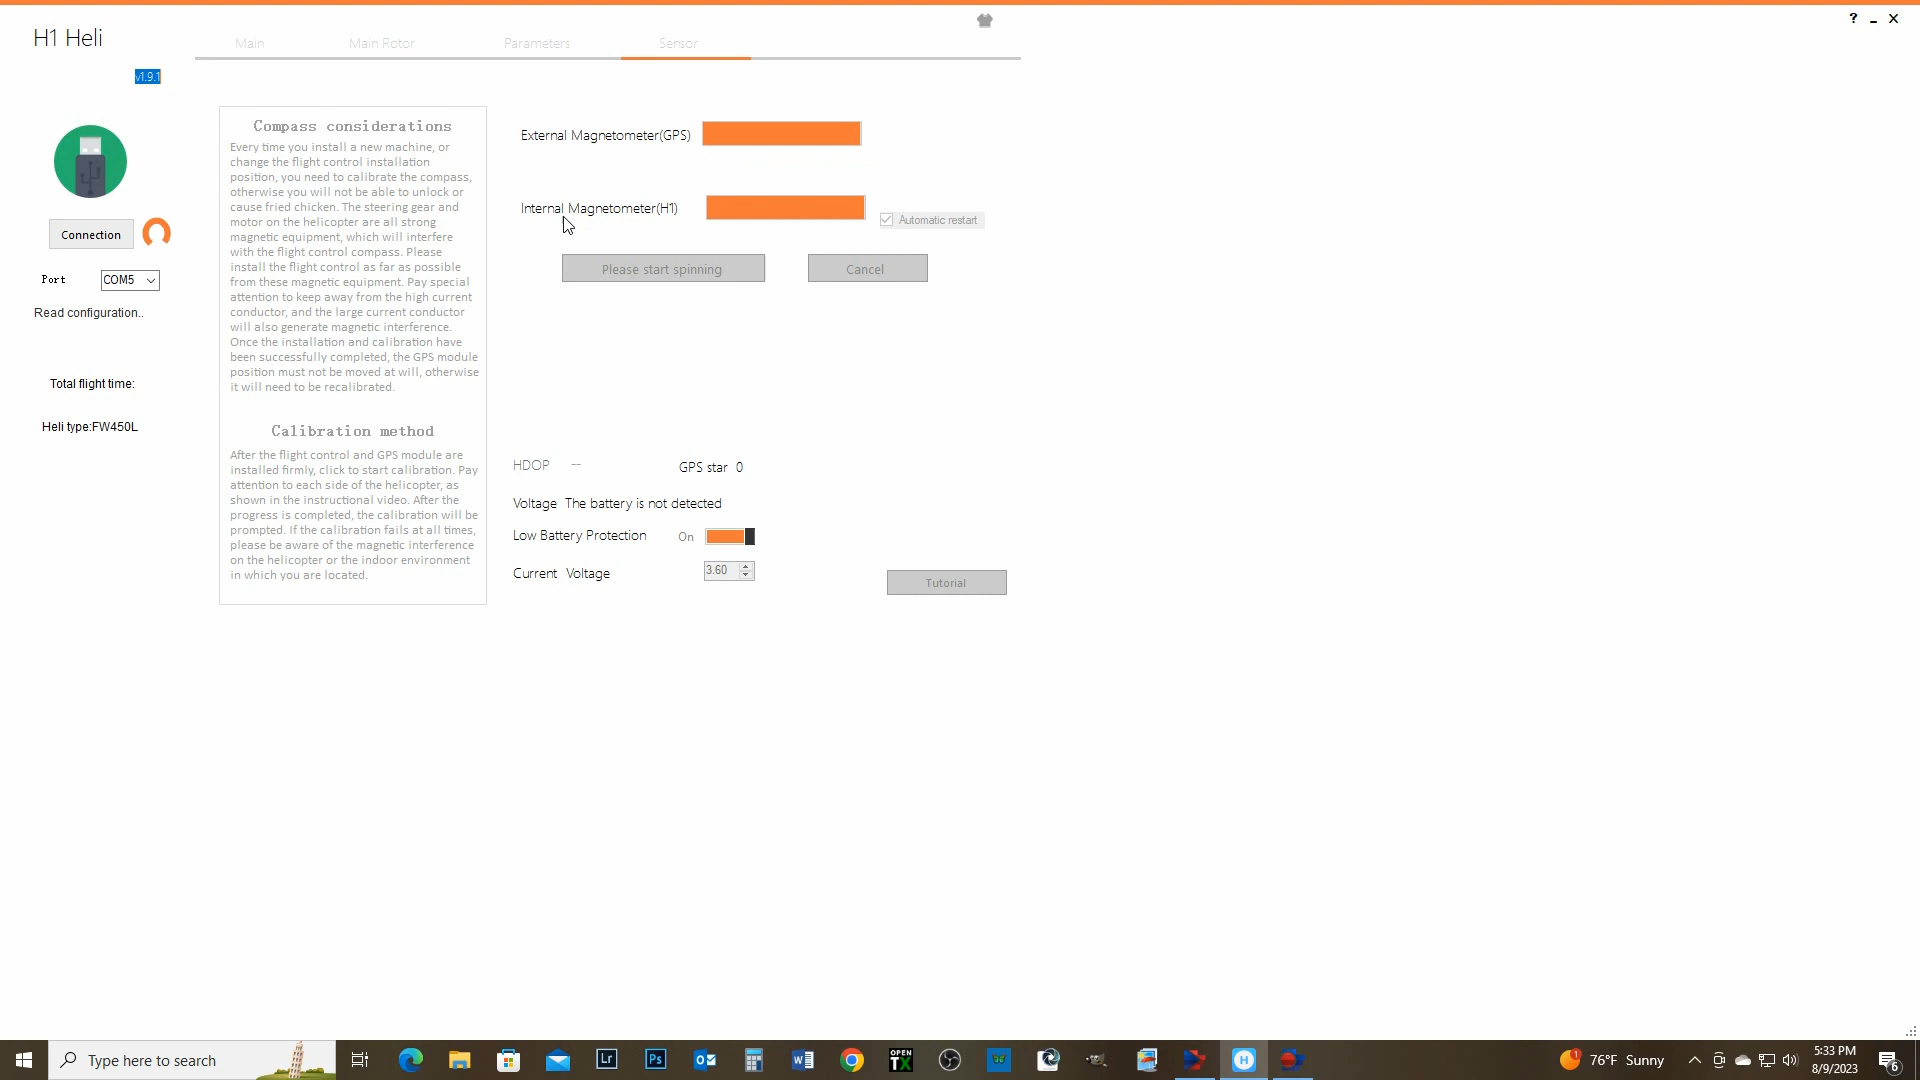 H1 Heli
v1.9.1
Main
Main Rotor
Parameters
Sensor
?
Connection
Port
COM5
Read configuration..
Total flight time:
Heli type:FW450L
Compass considerations
Every time you install a new machine, or
change the flight control installation
position, you need to calibrate the compass,
otherwise you will not be able to unlock or
cause fried chicken. The steering gear and
motor on the helicopter are all strong
magnetic equipment, which will interfere
with the flight control compass. Please
install the flight control as far as possible
from these magnetic equipment. Pay special
attention to keep away from the high current
conductor, and the large current conductor
will also generate magnetic interference.
Once the installation and calibration have
been successfully completed, the GPS module
position must not be moved at will, otherwise
it will need to be recalibrated.
Calibration method
After the flight control and GPS module are
installed firmly, click to start calibration. Pay
attention to each side of the helicopter, as
shown in the instructional video. After the
progress is completed, the calibration will be
prompted. If the calibration fails at all times,
please be aware of the magnetic interference
on the helicopter or the indoor environment
in which you are located.
External Magnetometer(GPS)
Internal Magnetometer(H1)
Automatic restart
Please start spinning
Cancel
HDOP --
GPS star 0
Voltage The battery is not detected
Low Battery Protection On
Current Voltage 3.60
Tutorial
Type here to search
Lr
Ps
OPEN
TX
H
1
76°F Sunny
5:33 PM
8/9/2023
6